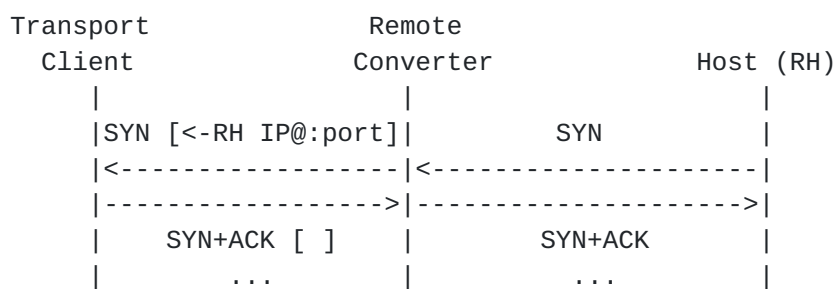 Transport Remote
Client Converter Host (RH)
| | |
|SYN [<-RH IP@:port]| SYN |
|<-------------------|<----------------------|
|------------------->|---------------------->|
| SYN+ACK [ ] | SYN+ACK |
| ... | ... |